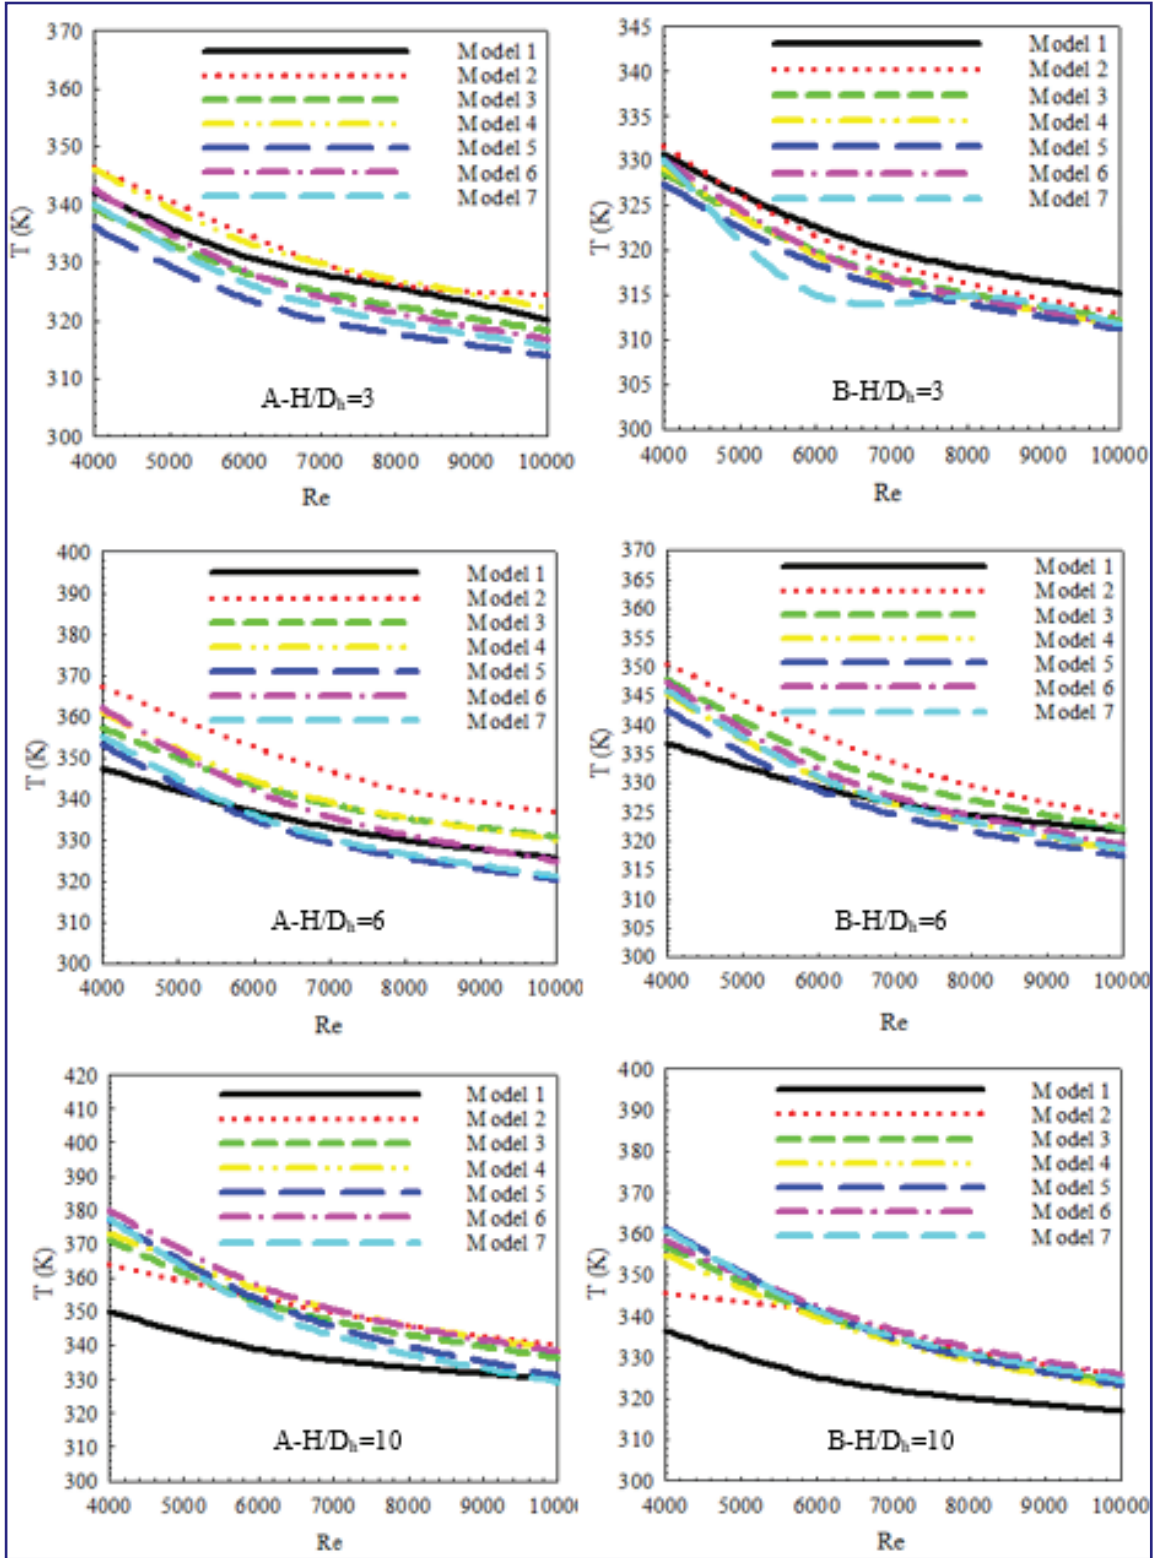 370
360
350
340
330
320
310
300
T (K)
Model 1
Model 2
Model 3
Model 4
Model 5
Model 6
Model 7
A-H/Dₕ=3
4000 5000 6000 7000 8000 9000 10000
Re
345
340
335
330
325
320
315
310
305
300
T (K)
Model 1
Model 2
Model 3
Model 4
Model 5
Model 6
Model 7
B-H/Dₕ=3
4000 5000 6000 7000 8000 9000 10000
Re
400
390
380
370
360
350
340
330
320
310
300
T (K)
Model 1
Model 2
Model 3
Model 4
Model 5
Model 6
Model 7
A-H/Dₕ=6
4000 5000 6000 7000 8000 9000 10000
Re
370
365
360
355
350
345
340
335
330
325
320
315
310
305
300
T (K)
Model 1
Model 2
Model 3
Model 4
Model 5
Model 6
Model 7
B-H/Dₕ=6
4000 5000 6000 7000 8000 9000 10000
Re
420
410
400
390
380
370
360
350
340
330
320
310
300
T (K)
Model 1
Model 2
Model 3
Model 4
Model 5
Model 6
Model 7
A-H/Dₕ=10
4000 5000 6000 7000 8000 9000 10000
Re
400
390
380
370
360
350
340
330
320
310
300
T (K)
Model 1
Model 2
Model 3
Model 4
Model 5
Model 6
Model 7
B-H/Dₕ=10
4000 5000 6000 7000 8000 9000 10000
Re